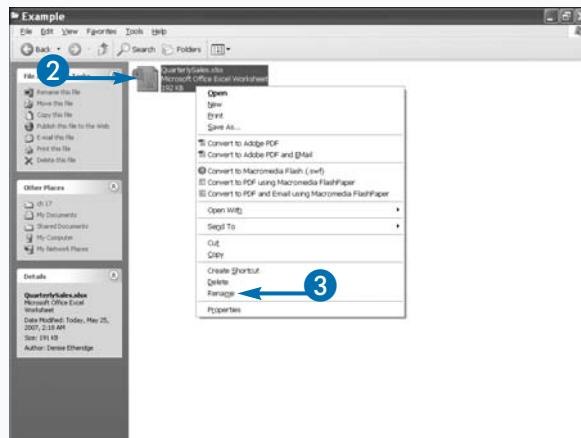 Example
File Edit View Favorites Tools Help
Back Search Folders
2
QuarterlySales.xlsx
Microsoft Office Excel Worksheet
192 KB
File Tasks
Rename this file
Move this file
Copy this file
Publish this file to the Web
E-mail this file
Print this file
Delete this file
Other Places
ch 17
My Documents
Shared Documents
My Computer
My Network Places
Details
QuarterlySales.xlsx
Microsoft Office Excel
Worksheet
Date Modified: Today, May 25,
2007, 2:18 AM
Size: 191 KB
Author: Denise Etheridge
Open
New
Print
Save As...
Convert to Adobe PDF
Convert to Adobe PDF and EMail
Convert to Macromedia Flash (.swf)
Convert to PDF using Macromedia FlashPaper
Convert to PDF and Email using Macromedia FlashPaper
Open With
Send To
Cut
Copy
Create Shortcut
Delete
Rename
3
Properties